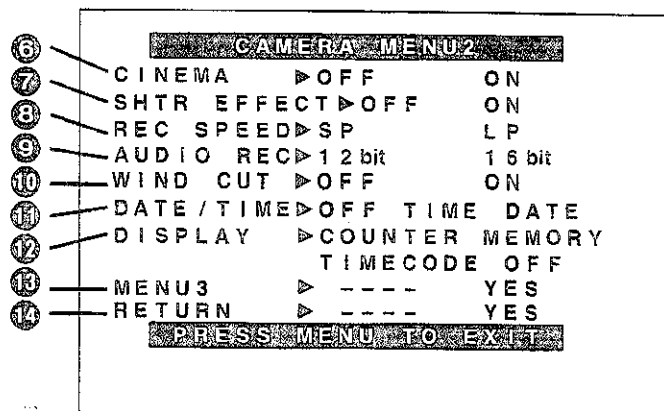 CAMERA MENU2
6 CINEMA ▷OFF ON
7 SHTR EFFECT▷OFF ON
8 REC SPEED▷SP LP
9 AUDIO REC▷12bit 16bit
10 WIND CUT ▷OFF ON
11 DATE/TIME▷OFF TIME DATE
12 DISPLAY ▷COUNTER MEMORY
TIMECODE OFF
13 MENU3 ▷ ---- YES
14 RETURN ▷ ---- YES
PRESS MENU TO EXIT